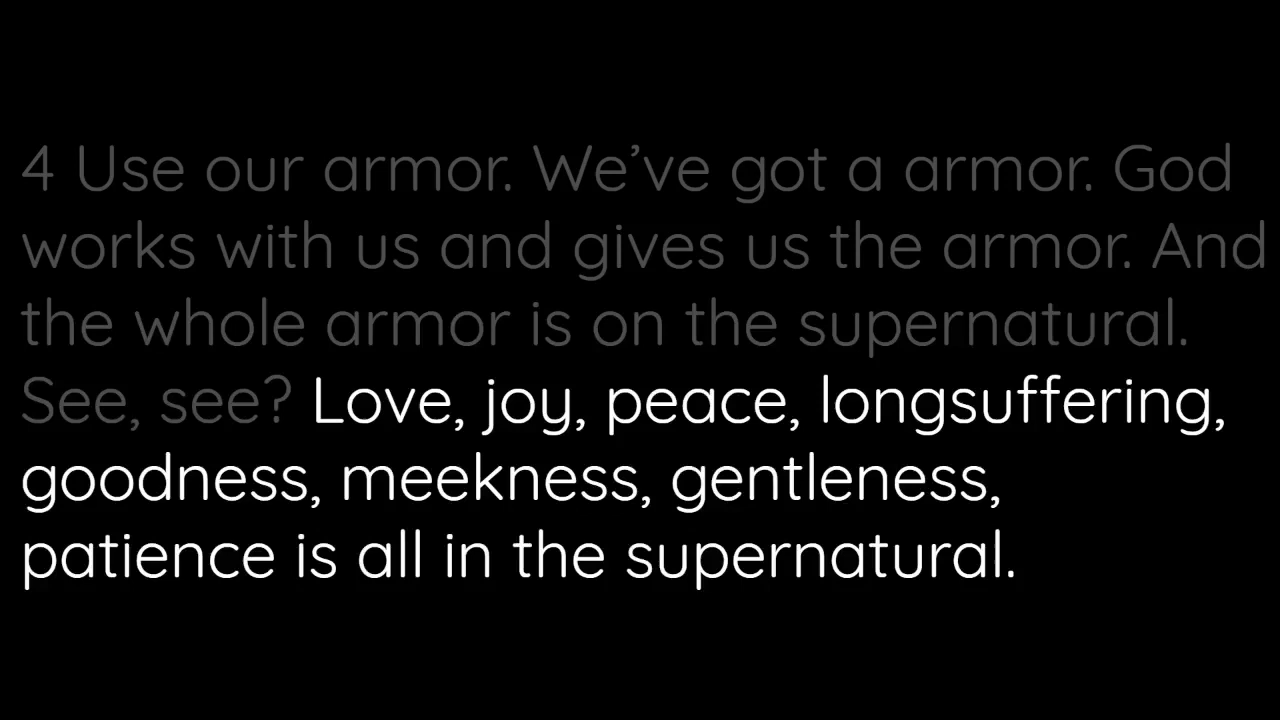 4 Use our armor. We’ve got a armor. God
works with us and gives us the armor. And
the whole armor is on the supernatural.
See, see? Love, joy, peace, longsuffering,
goodness, meekness, gentleness,
patience is all in the supernatural.